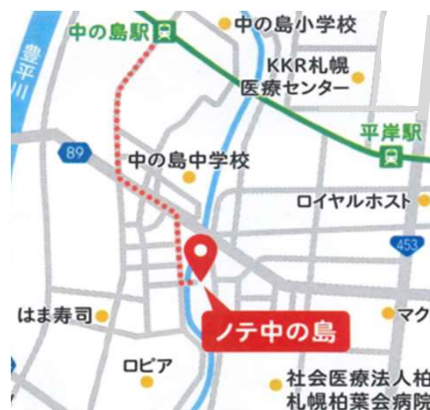 中の島駅
中の島小学校
KKR札幌
医療センター
平岸駅
豊平川
89
中の島中学校
ロイヤルホスト
453
はま寿司
マク
ノテ中の島
ロピア
社会医療法人柏
札幌柏葉会病院